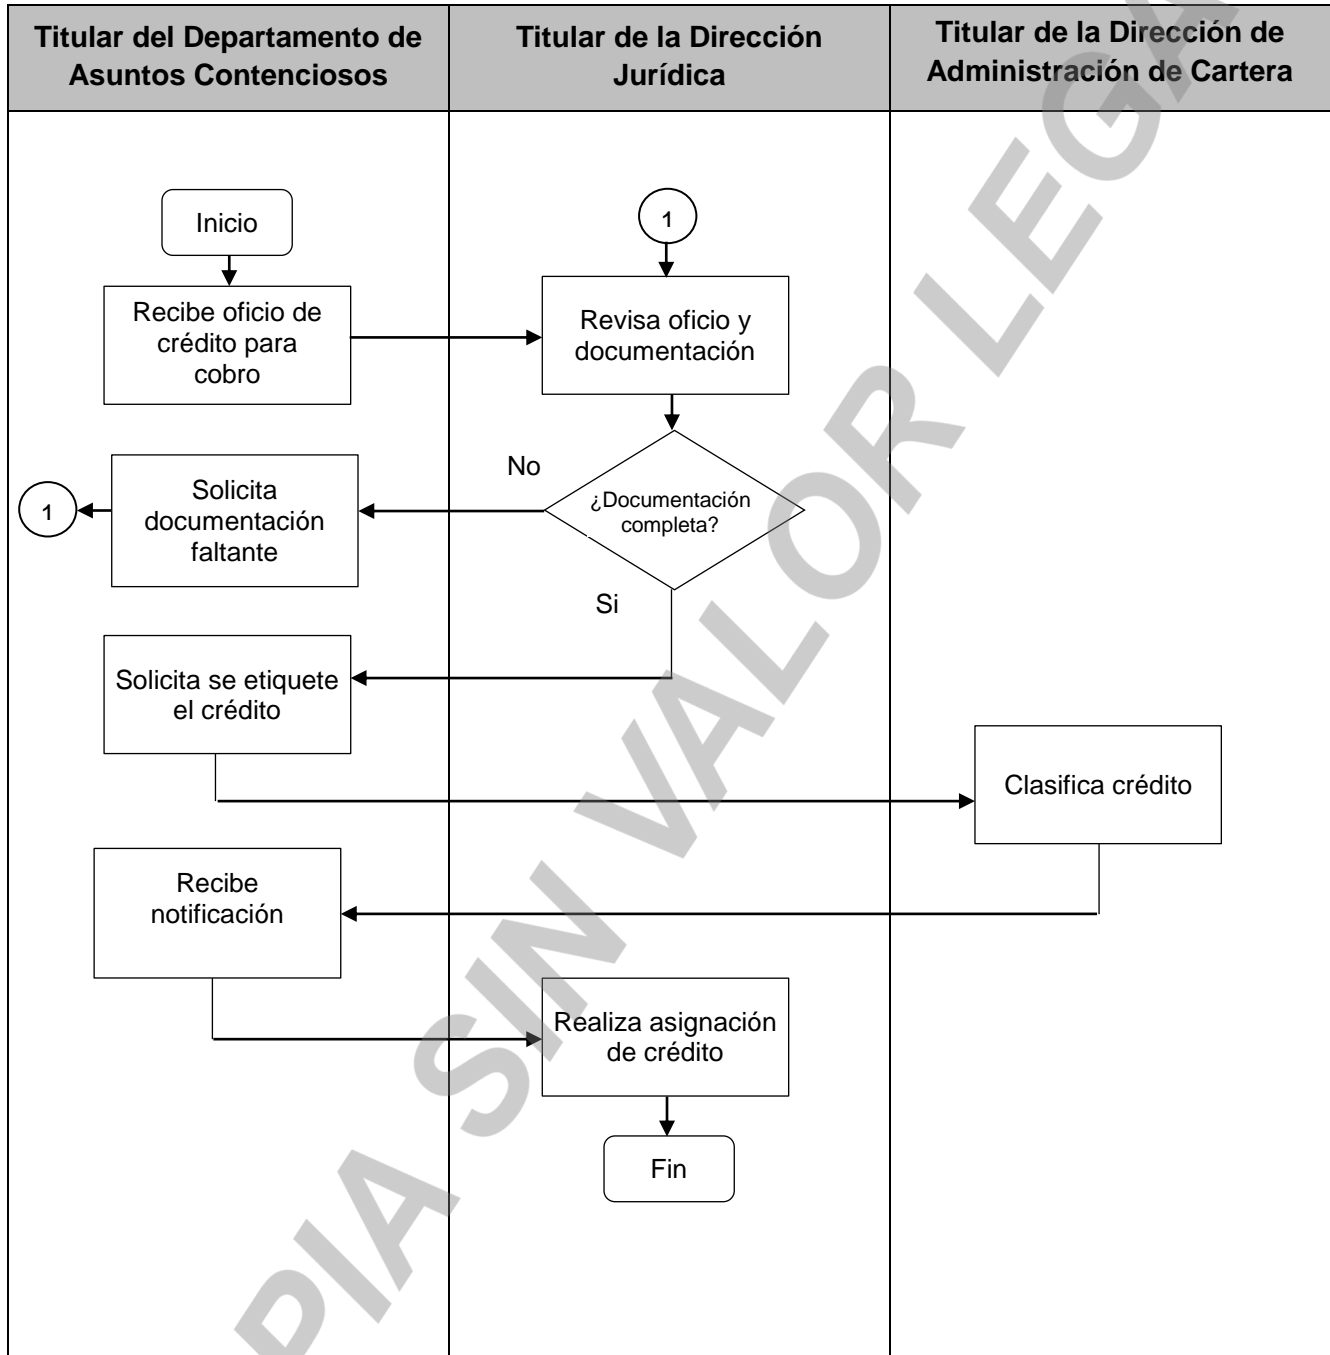 Titular del Departamento de
Asuntos Contenciosos
Titular de la Dirección
Jurídica
Titular de la Dirección de
Administración de Cartera
Inicio
1
Recibe oficio de
crédito para
cobro
Revisa oficio y
documentación
No
¿Documentación
completa?
Solicita
documentación
faltante
1
Si
Solicita se etiquete
el crédito
Clasifica crédito
Recibe
notificación
Realiza asignación
de crédito
Fin
PIA SIN VALOR LEGA